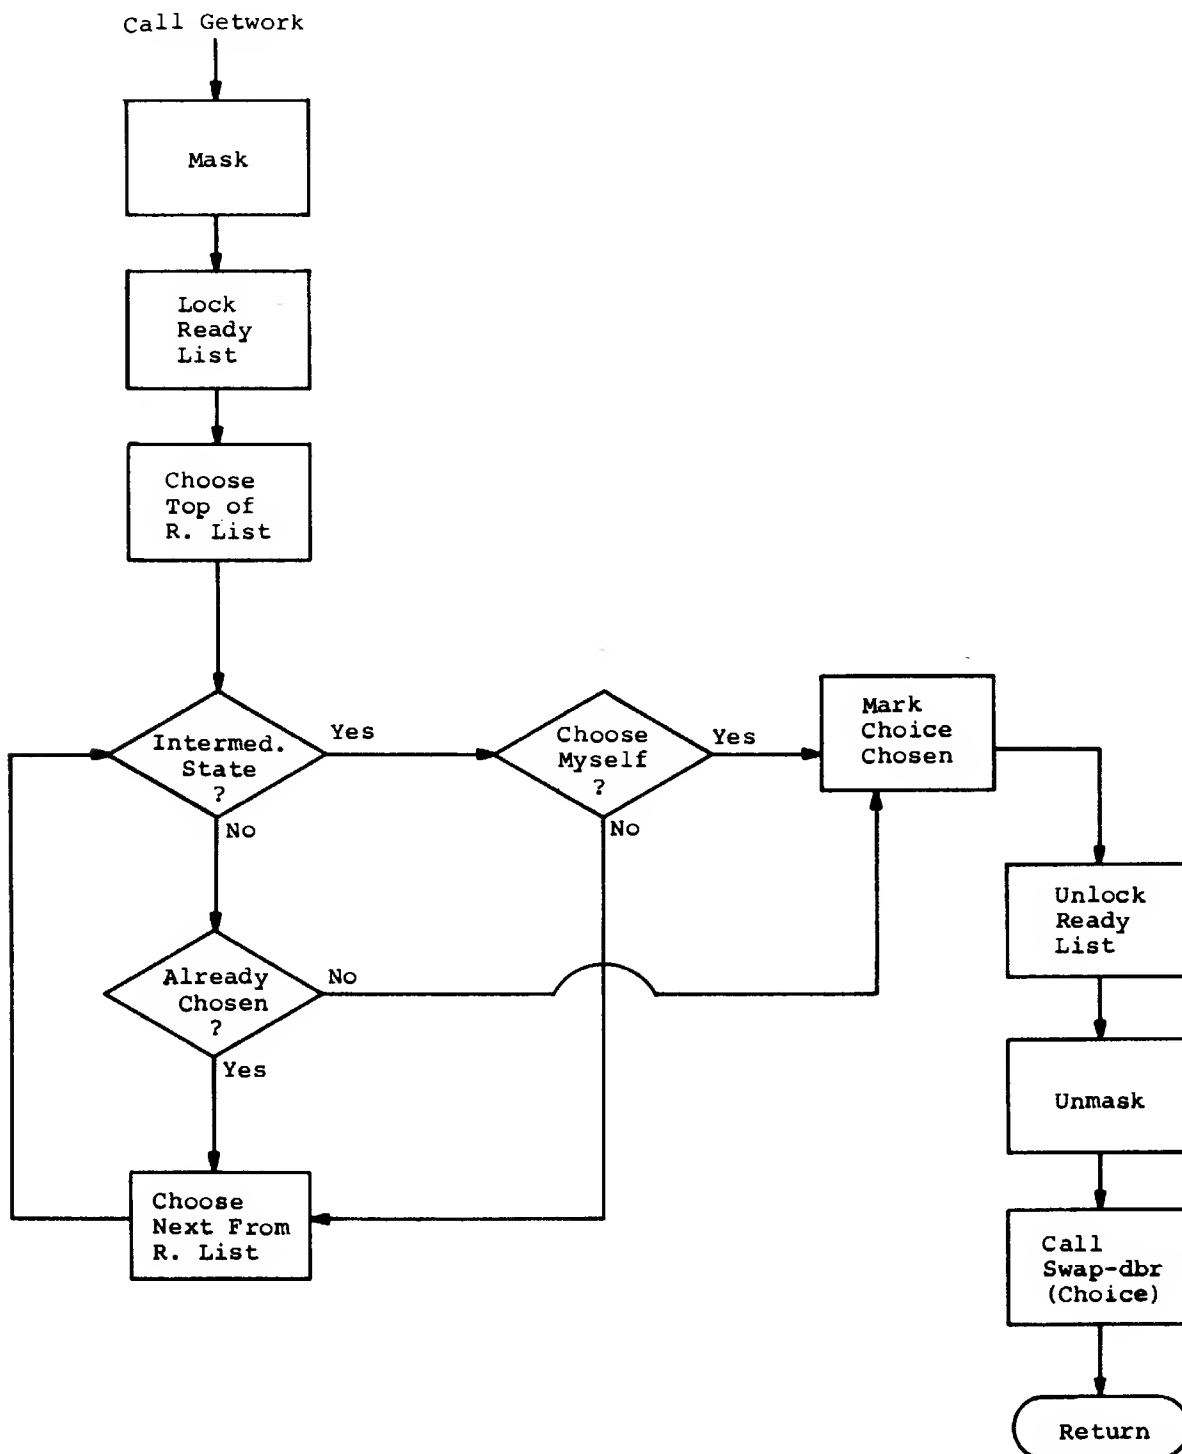 Call Getwork
Mask
Lock
Ready
List
Choose
Top of
R. List
Intermed.
State
?
Yes
No
Choose
Myself
?
Yes
No
Mark
Choice
Chosen
Already
Chosen
?
No
Yes
Choose
Next From
R. List
Unlock
Ready
List
Unmask
Call
Swap-dbr
(Choice)
Return